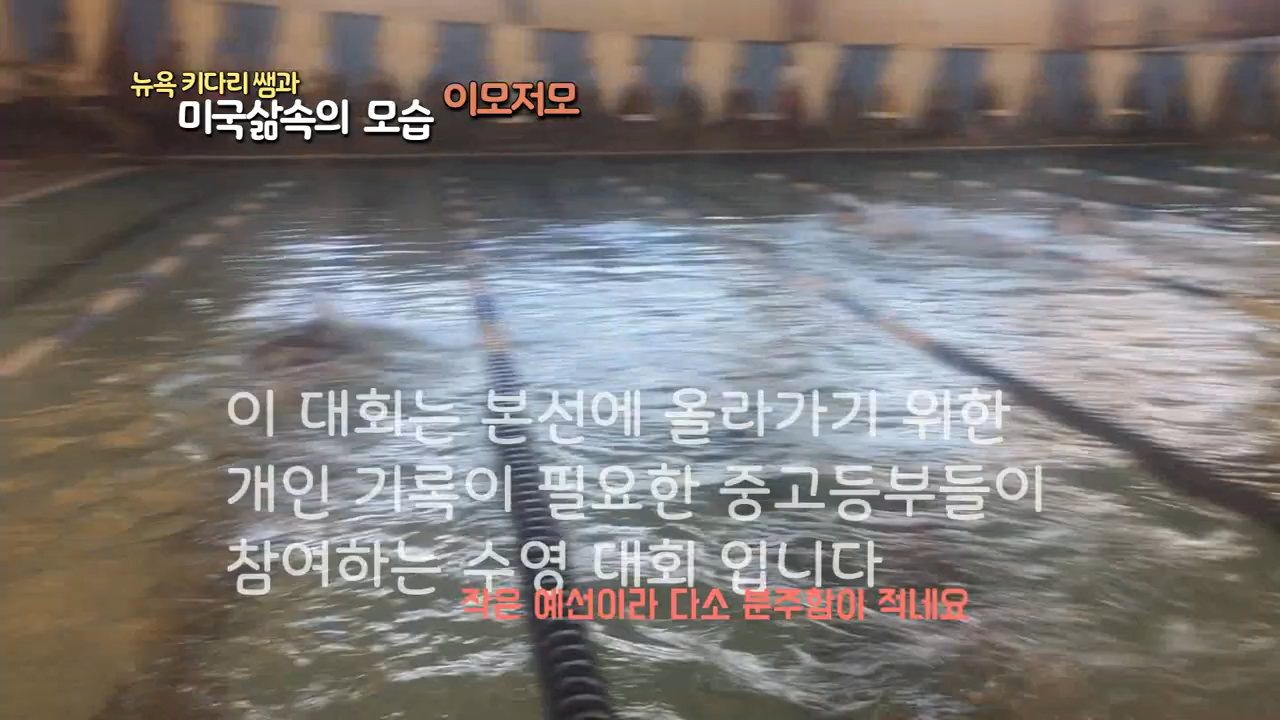 뉴욕 키다리 쌤과
미국삶속의 모습 이모저모
이 대회는 본선에 올라가기 위한
개인 기록이 필요한 중고등부들이
참여하는 수영 대회 입니다
작은 예선이라 다소 분주함이 적네요